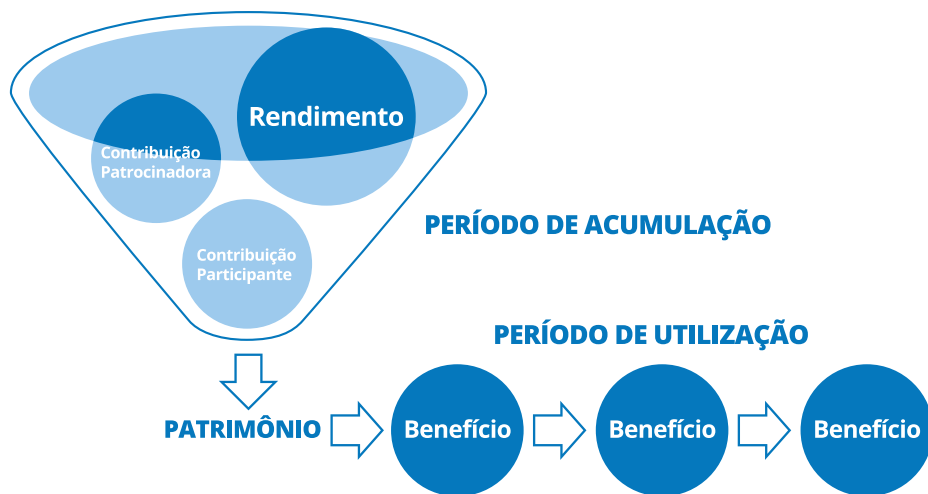 Rendimento
Contribuição
Patrocinadora
Contribuição
Participante
PERÍODO DE ACUMULAÇÃO
PERÍODO DE UTILIZAÇÃO
PATRIMÔNIO
Benefício
Benefício
Benefício